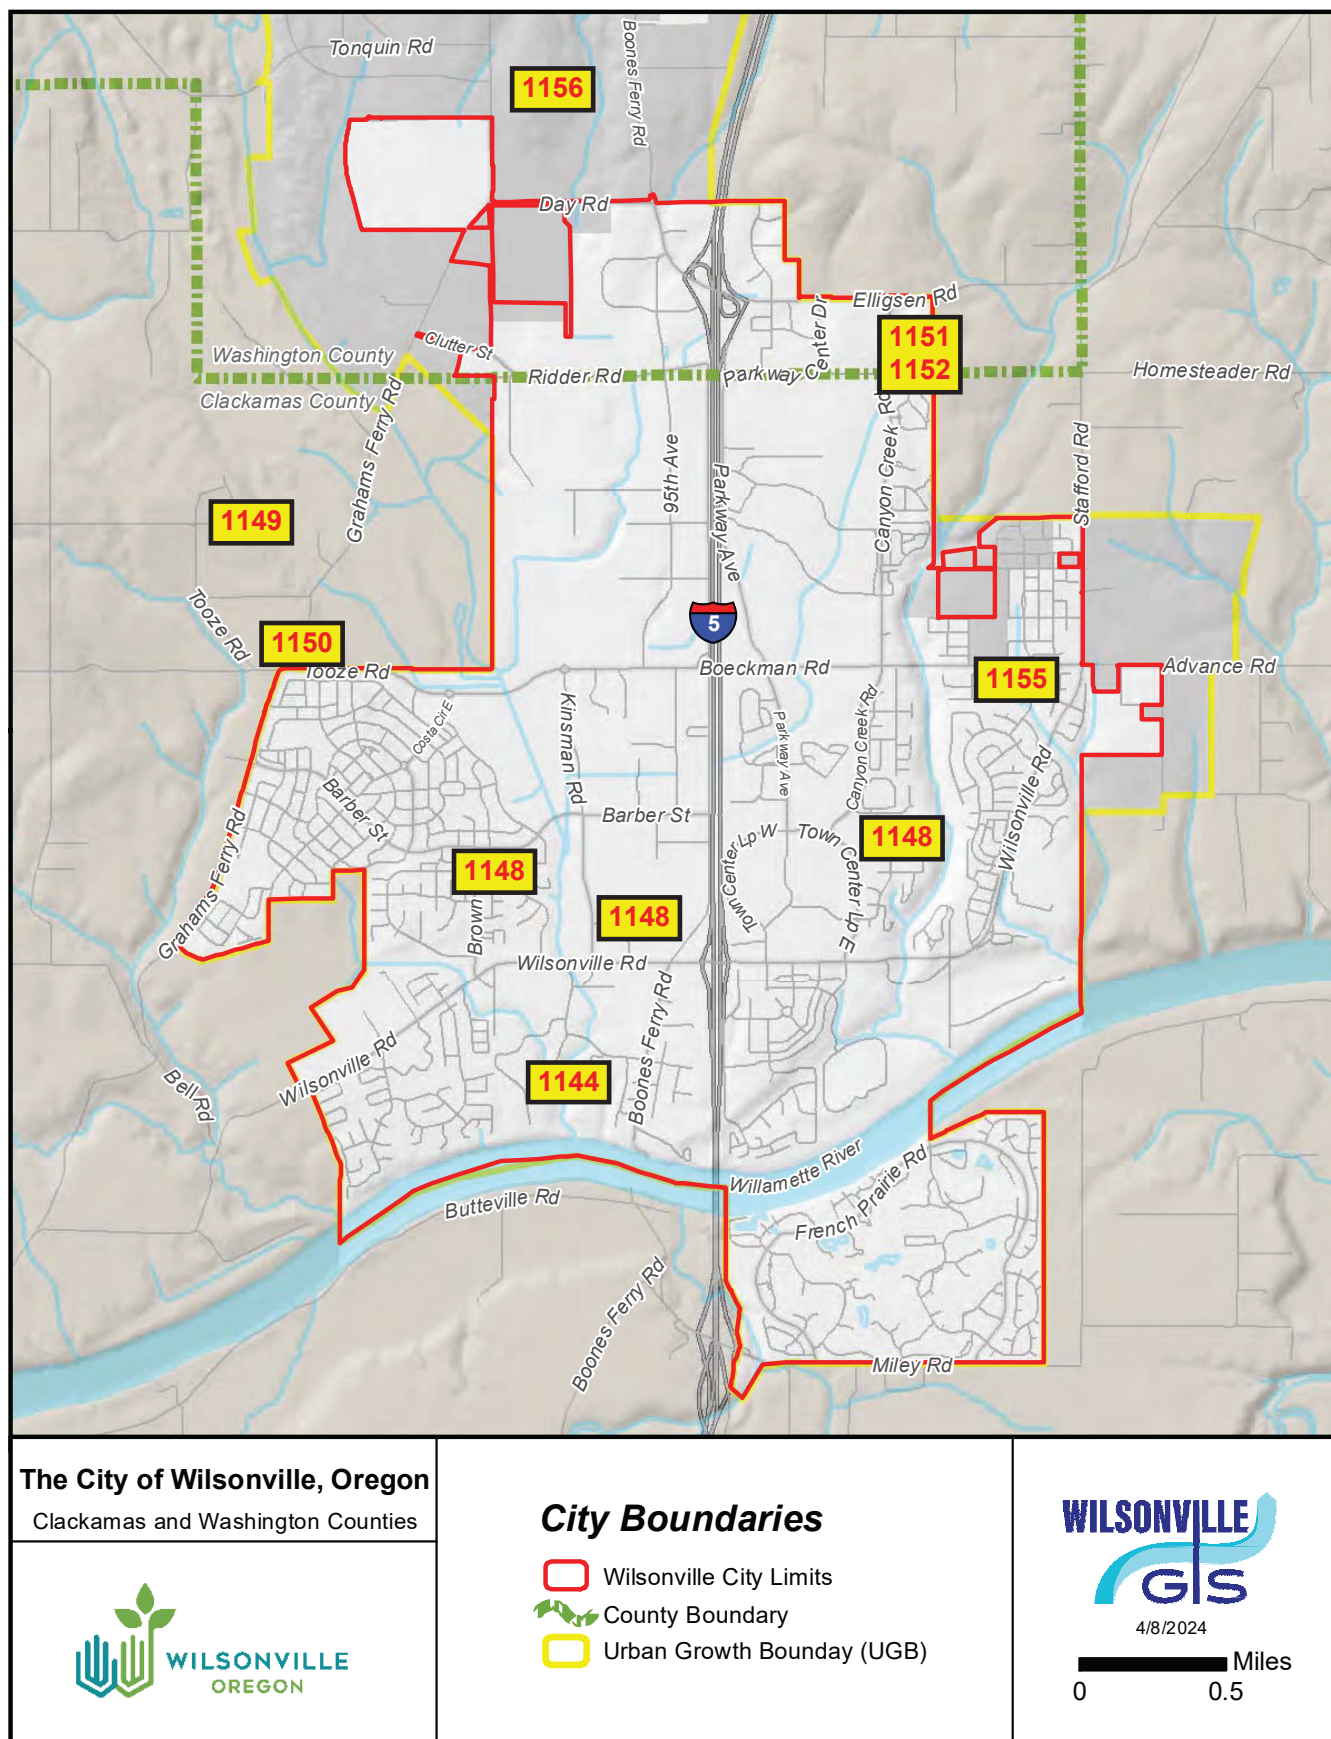 Tonquin Rd
Boones Ferry Rd
1156
Day Rd
Elligsen Rd
Clutter St
Parkway Center Dr
1151
1152
Washington County
Ridder Rd
Homesteader Rd
Clackamas County
Grahams Ferry Rd
95th Ave
Parkway Ave
Canyon Creek Rd
Stafford Rd
1149
Tooze Rd
5
1150
Tooze Rd
Boeckman Rd
Advance Rd
1155
Costa Cir E
Kinsman Rd
Parkway Ave
Canyon Creek Rd
Wilsonville Rd
Barber St
Barber St
Town Center Lp W
Town Center Lp E
1148
Grahams Ferry Rd
1148
1148
Brown
Wilsonville Rd
Boones Ferry Rd
Wilsonville Rd
Bell Rd
1144
Willamette River
French Prairie Rd
Butteville Rd
Boones Ferry Rd
Miley Rd
The City of Wilsonville, Oregon
Clackamas and Washington Counties
WILSONVILLE
OREGON
City Boundaries
Wilsonville City Limits
County Boundary
Urban Growth Bounday (UGB)
WILSONVILLE
GIS
4/8/2024
Miles
0 0.5